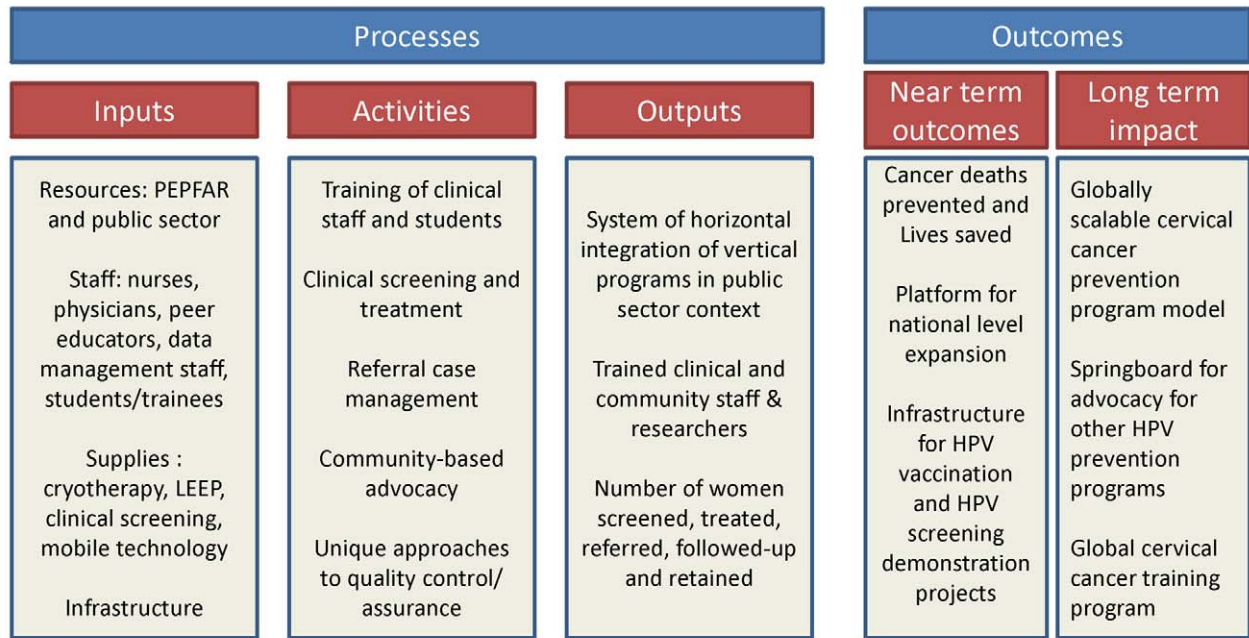 Processes
Outcomes
Inputs
Activities
Outputs
Near term
outcomes
Long term
impact
Resources: PEPFAR
and public sector
Staff: nurses,
physicians, peer
educators, data
management staff,
students/trainees
Supplies :
cryotherapy, LEEP,
clinical screening,
mobile technology
Infrastructure
Training of clinical
staff and students
Clinical screening and
treatment
Referral case
management
Community-based
advocacy
Unique approaches
to quality control/
assurance
System of horizontal
integration of vertical
programs in public
sector context
Trained clinical and
community staff &
researchers
Number of women
screened, treated,
referred, followed-up
and retained
Cancer deaths
prevented and
Lives saved
Platform for
national level
expansion
Infrastructure
for HPV
vaccination
and HPV
screening
demonstration
projects
Globally
scalable cervical
cancer
prevention
program model
Springboard for
advocacy for
other HPV
prevention
programs
Global cervical
cancer training
program